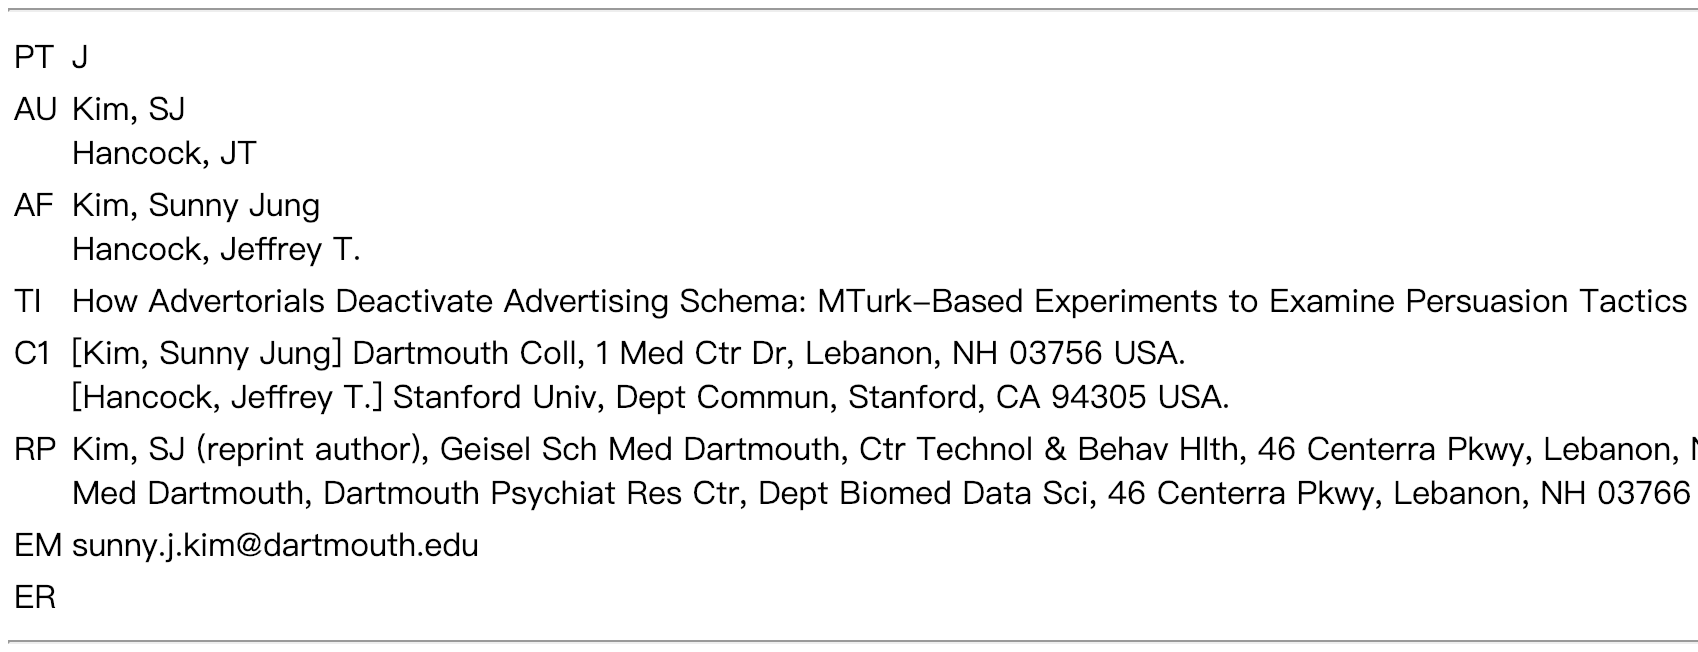 PT J
AU Kim, SJ
Hancock, JT
AF Kim, Sunny Jung
Hancock, Jeffrey T.
TI How Advertorials Deactivate Advertising Schema: MTurk-Based Experiments to Examine Persuasion Tactics
C1 [Kim, Sunny Jung] Dartmouth Coll, 1 Med Ctr Dr, Lebanon, NH 03756 USA.
[Hancock, Jeffrey T.] Stanford Univ, Dept Commun, Stanford, CA 94305 USA.
RP Kim, SJ (reprint author), Geisel Sch Med Dartmouth, Ctr Technol & Behav Hlth, 46 Centerra Pkwy, Lebanon,
Med Dartmouth, Dartmouth Psychiat Res Ctr, Dept Biomed Data Sci, 46 Centerra Pkwy, Lebanon, NH 03766
EM sunny.j.kim@dartmouth.edu
ER